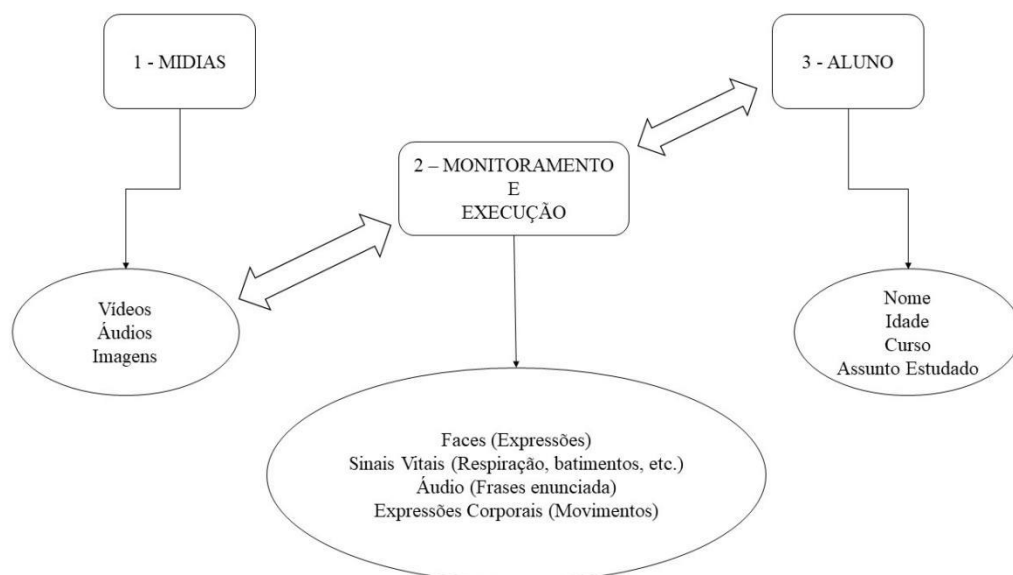 1 - MIDIAS
3 - ALUNO
2 – MONITORAMENTO
E
EXECUÇÃO
Vídeos
Áudios
Imagens
Nome
Idade
Curso
Assunto Estudado
Faces (Expressões)
Sinais Vitais (Respiração, batimentos, etc.)
Áudio (Frases enunciada)
Expressões Corporais (Movimentos)